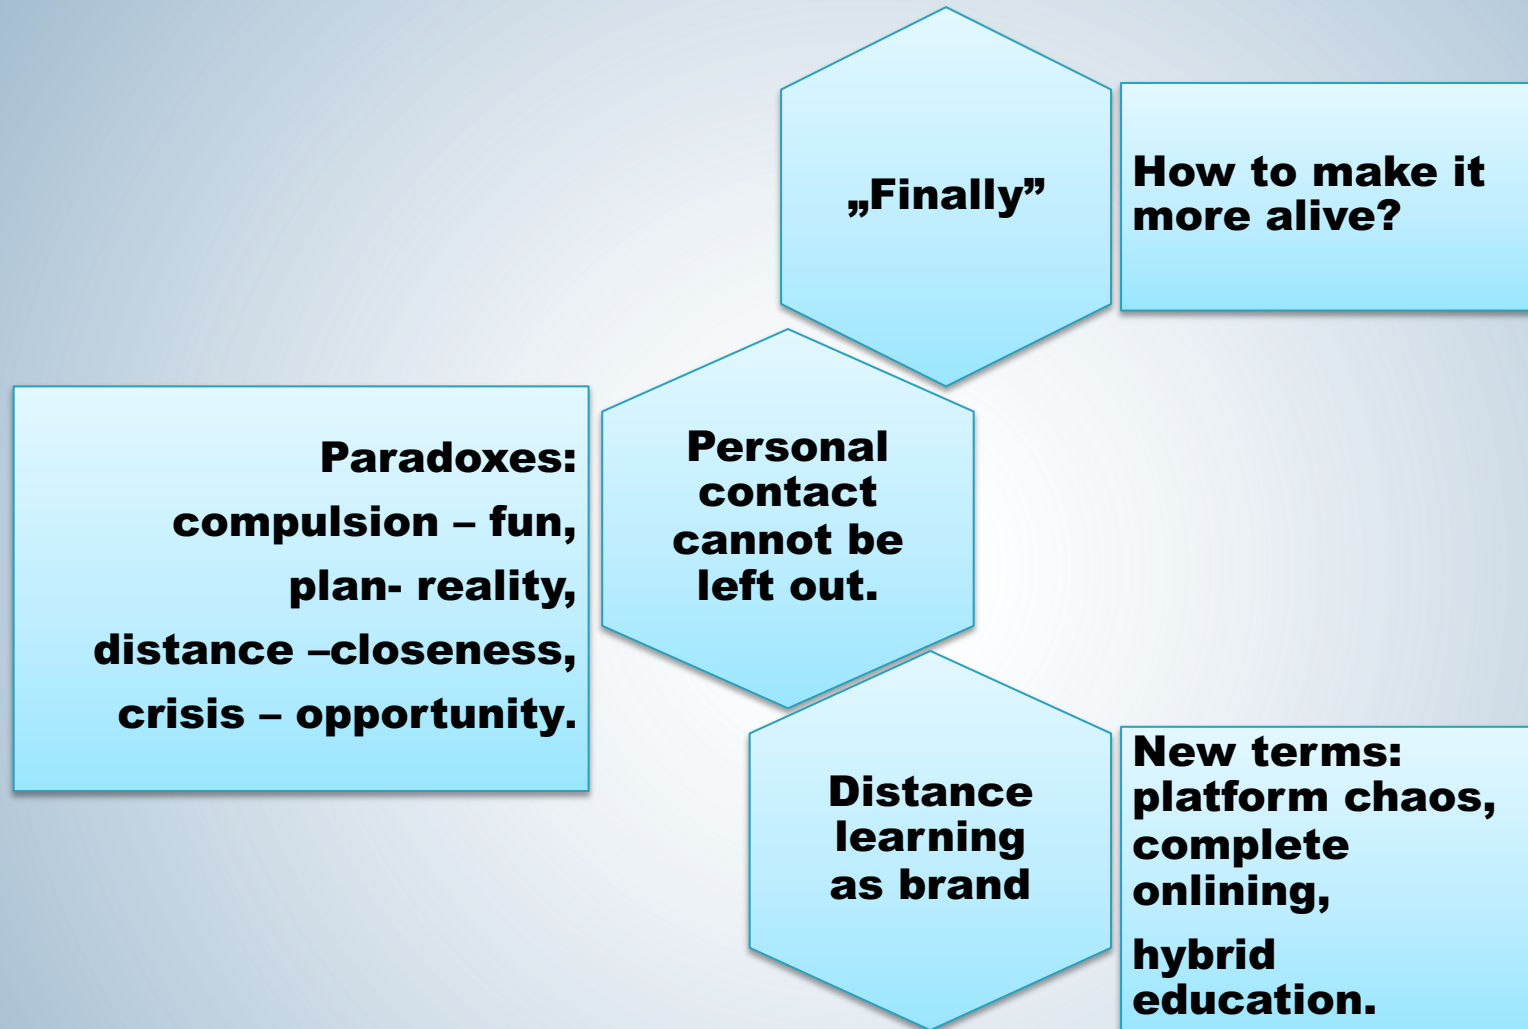 „Finally”
How to make it
more alive?
Paradoxes:
compulsion – fun,
plan- reality,
distance –closeness,
crisis – opportunity.
Personal
contact
cannot be
left out.
Distance
learning
as brand
New terms:
platform chaos,
complete
onlining,
hybrid
education.